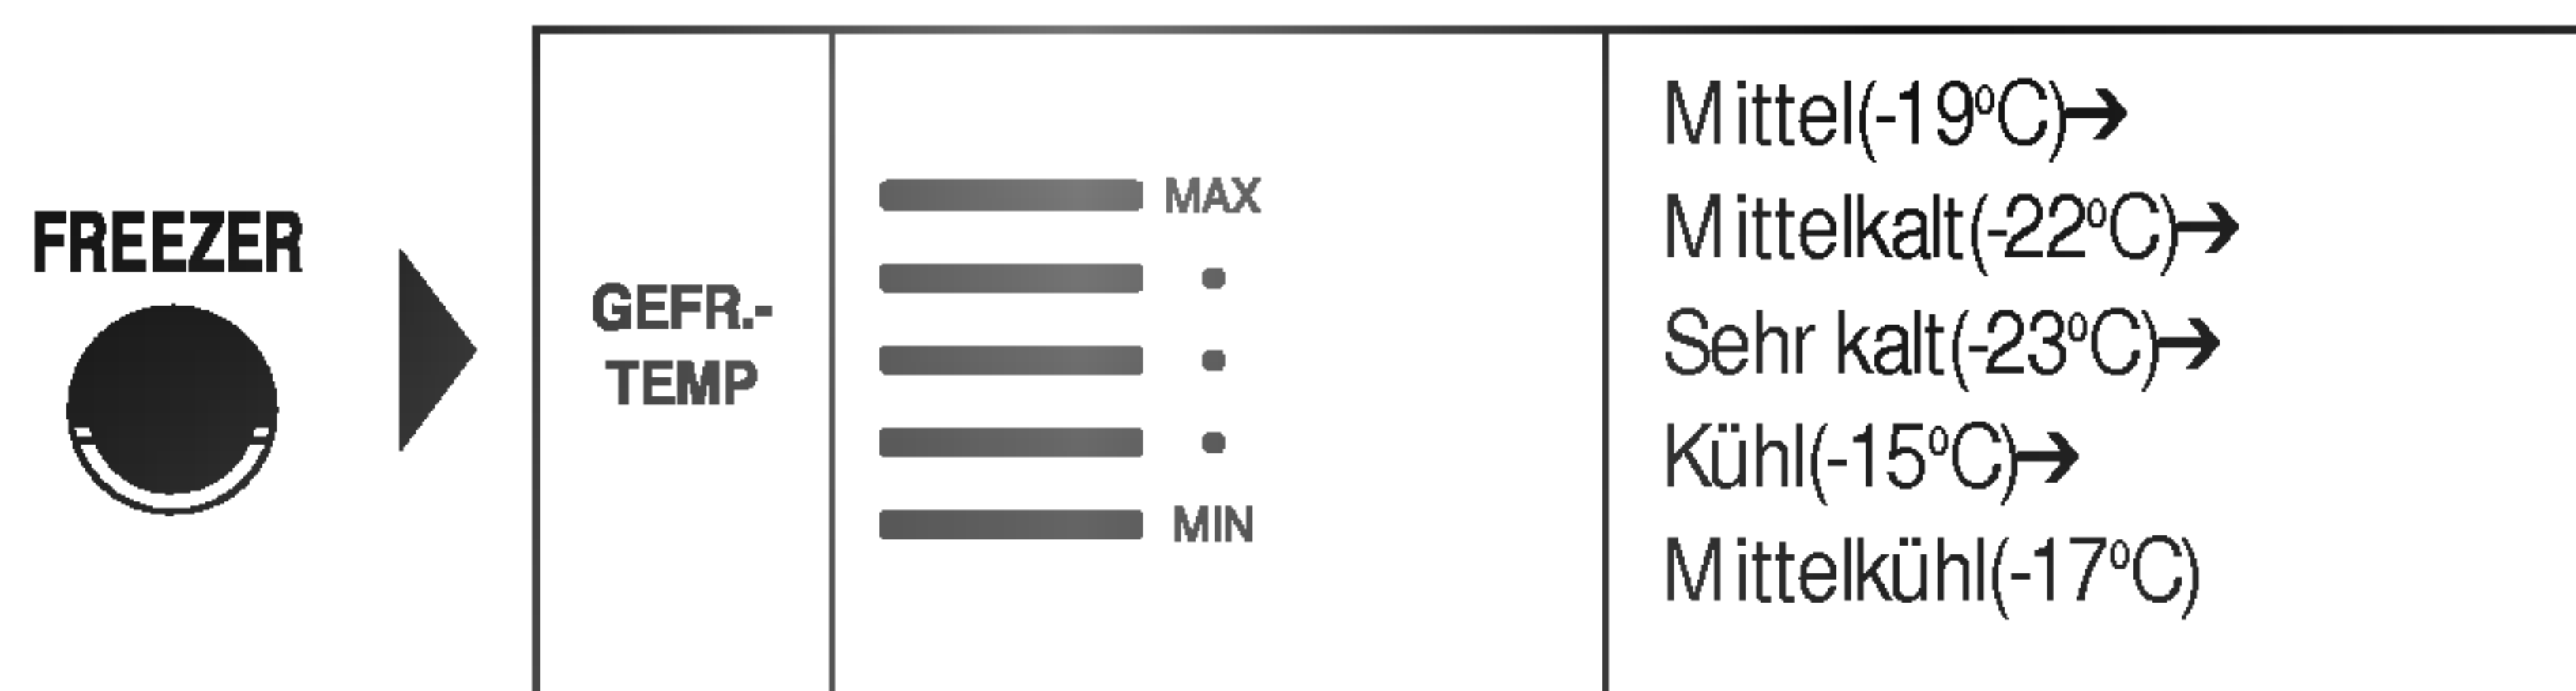 FREEZER
GEFR.-
TEMP
MAX
MIN
Mittel(-19°C)→
Mittelkalt(-22°C)→
Sehr kalt(-23°C)→
Kühl(-15°C)→
Mittelkühl(-17°C)